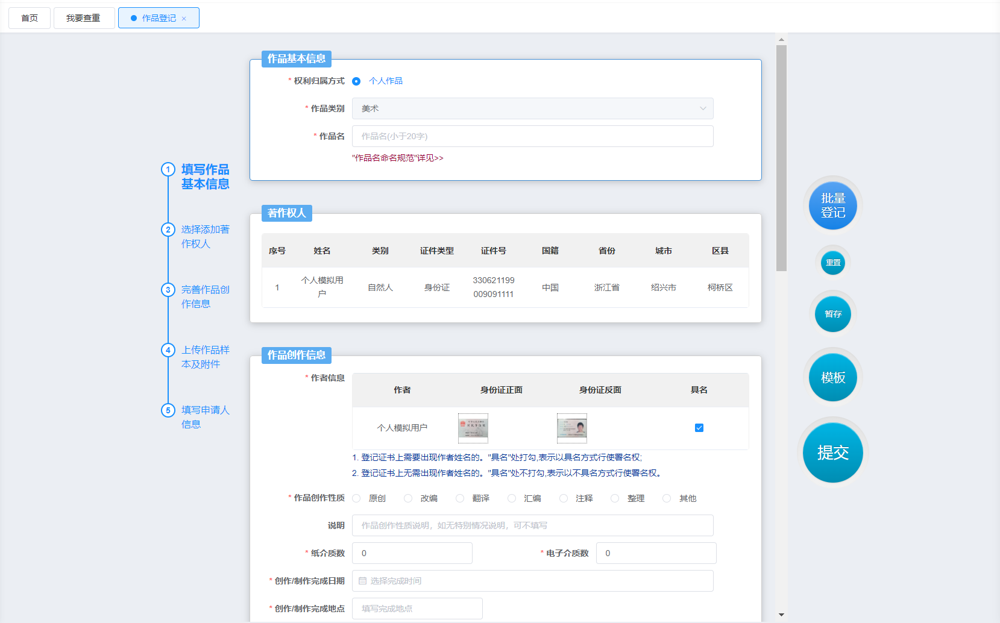 首页
我要查重
作品登记 ×
作品基本信息
* 权利归属方式
个人作品
* 作品类别
美术
* 作品名
作品名(小于20字)
"作品名命名规范"详见>>
1
填写作品
基本信息
2
选择添加著
作权人
3
完善作品创
作信息
4
上传作品样
本及附件
5
填写申请人
信息
著作权人
序号 姓名 类别 证件类型 证件号 国籍 省份 城市 区县
1 个人模拟用户 自然人 身份证 330621199009091111 中国 浙江省 绍兴市 柯桥区
作品创作信息
* 作者信息
作者 身份证正面 身份证反面 具名
个人模拟用户
1. 登记证书上需要出现作者姓名的。"具名"处打勾,表示以具名方式行使署名权;
2. 登记证书上无需出现作者姓名的。"具名"处不打勾,表示以不具名方式行使署名权。
* 作品创作性质
原创 改编 翻译 汇编 注释 整理 其他
说明
作品创作性质说明，如无特别情况说明，可不填写
* 纸介质数 0
* 电子介质数 0
* 创作/制作完成日期
选择完成时间
* 创作/制作完成地点
填写完成地点
批量
登记
重置
暂存
模板
提交